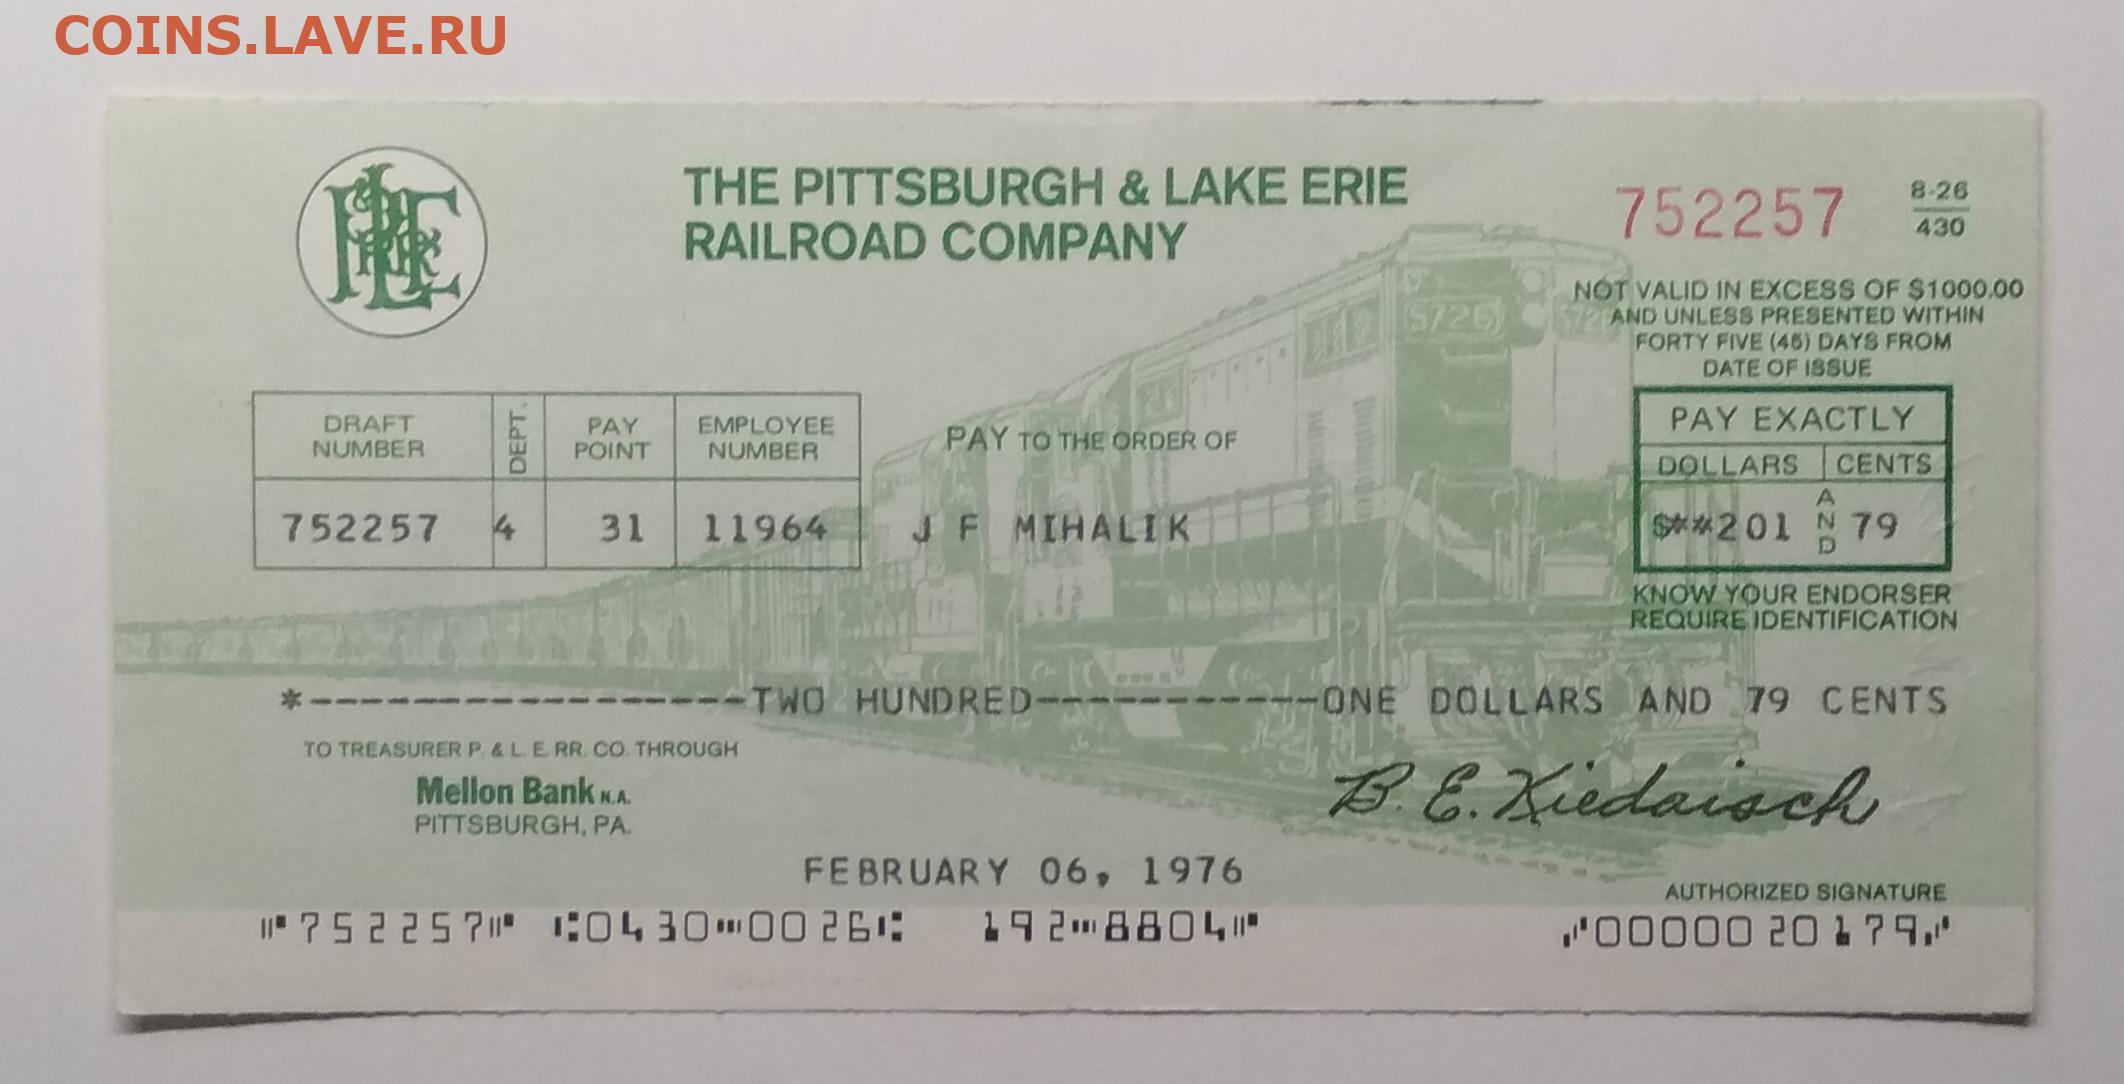 COINS.LAVE.RU
THE PITTSBURGH & LAKE ERIE
RAILROAD COMPANY
752257
8-26
430
NOT VALID IN EXCESS OF $1000.00
AND UNLESS PRESENTED WITHIN
FORTY FIVE (45) DAYS FROM
DATE OF ISSUE
DRAFT NUMBER
DEPT.
PAY POINT
EMPLOYEE NUMBER
752257 4 31 11964
PAY TO THE ORDER OF
J F MIHALIK
PAY EXACTLY
DOLLARS CENTS
$**201 AND 79
KNOW YOUR ENDORSER
REQUIRE IDENTIFICATION
*-----------------TWO HUNDRED-----------ONE DOLLARS AND 79 CENTS
TO TREASURER P. & L. E. RR. CO. THROUGH
Mellon Bank N.A.
PITTSBURGH, PA.
B. E. Kiedaisch
FEBRUARY 06, 1976
AUTHORIZED SIGNATURE
⑈752257⑈ ⑆0430⑉0026⑆ 192⑉8804⑈ ⑇0000020179⑇